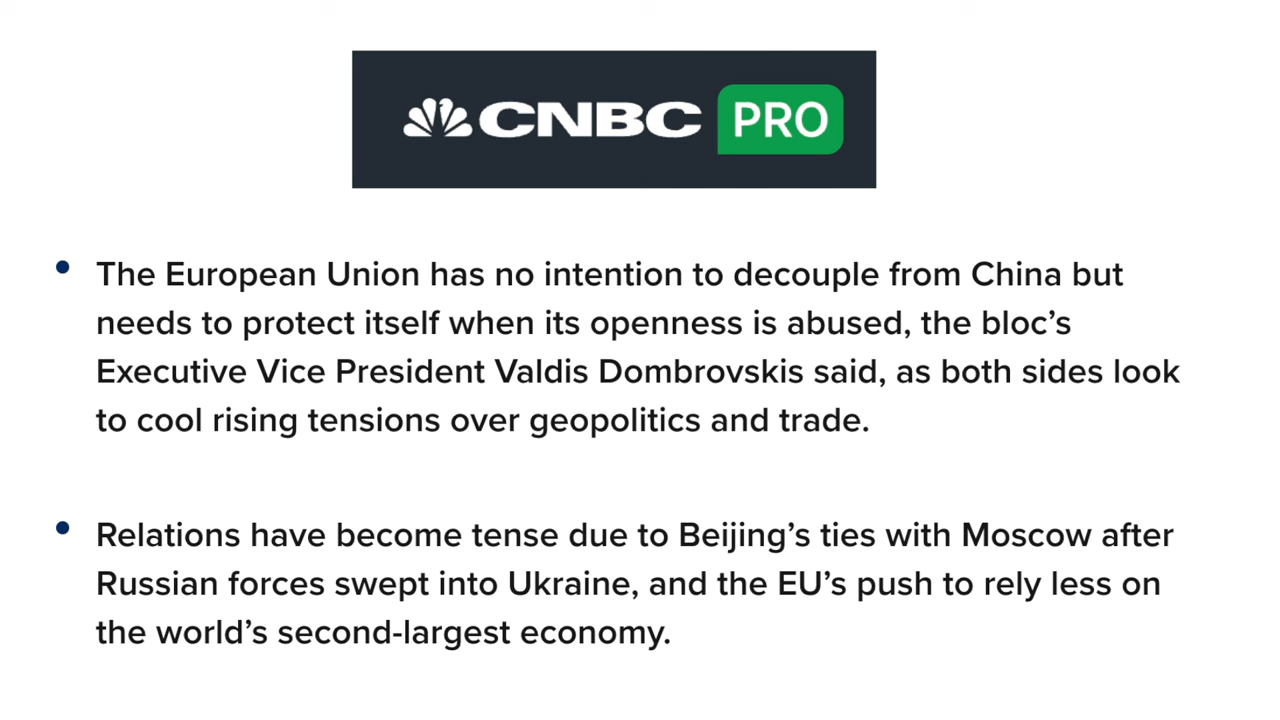 CNBC PRO
• The European Union has no intention to decouple from China but
needs to protect itself when its openness is abused, the bloc’s
Executive Vice President Valdis Dombrovskis said, as both sides look
to cool rising tensions over geopolitics and trade.
• Relations have become tense due to Beijing’s ties with Moscow after
Russian forces swept into Ukraine, and the EU’s push to rely less on
the world’s second-largest economy.